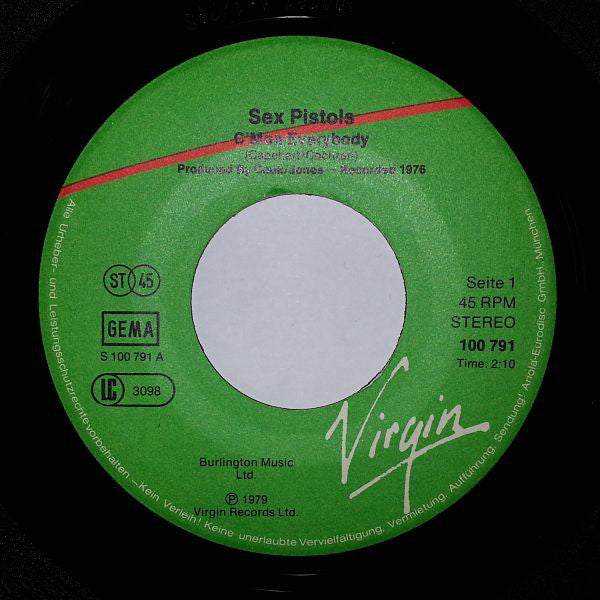 Sex Pistols
C'Mon Everybody
(Capehart/Cochran)
Produced By Cook/Jones – Recorded 1976
ST 45
GEMA
S 100 791 A
LC 3098
Seite 1
45 RPM
STEREO
100 791
Time: 2:10
Virgin
Burlington Music
Ltd.
Ⓟ 1979
Virgin Records Ltd.
Alle Urheber- und Leistungsschutzrechte vorbehalten – Kein Verleih! Keine unerlaubte Vervielfältigung, Vermietung, Aufführung, Sendung! Ariola-Eurodisc GmbH, München